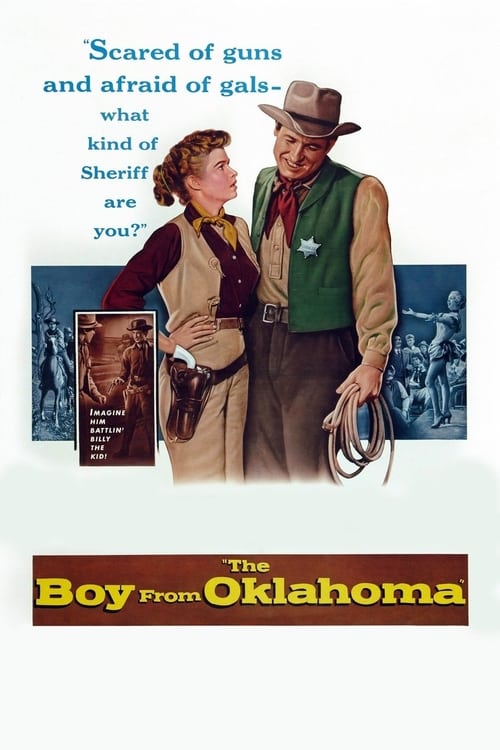 "Scared of guns
and afraid of gals–
what
kind of
Sheriff
are
you?"
IMAGINE
HIM
BATTLIN'
BILLY
THE
KID!
"The
Boy From Oklahoma"